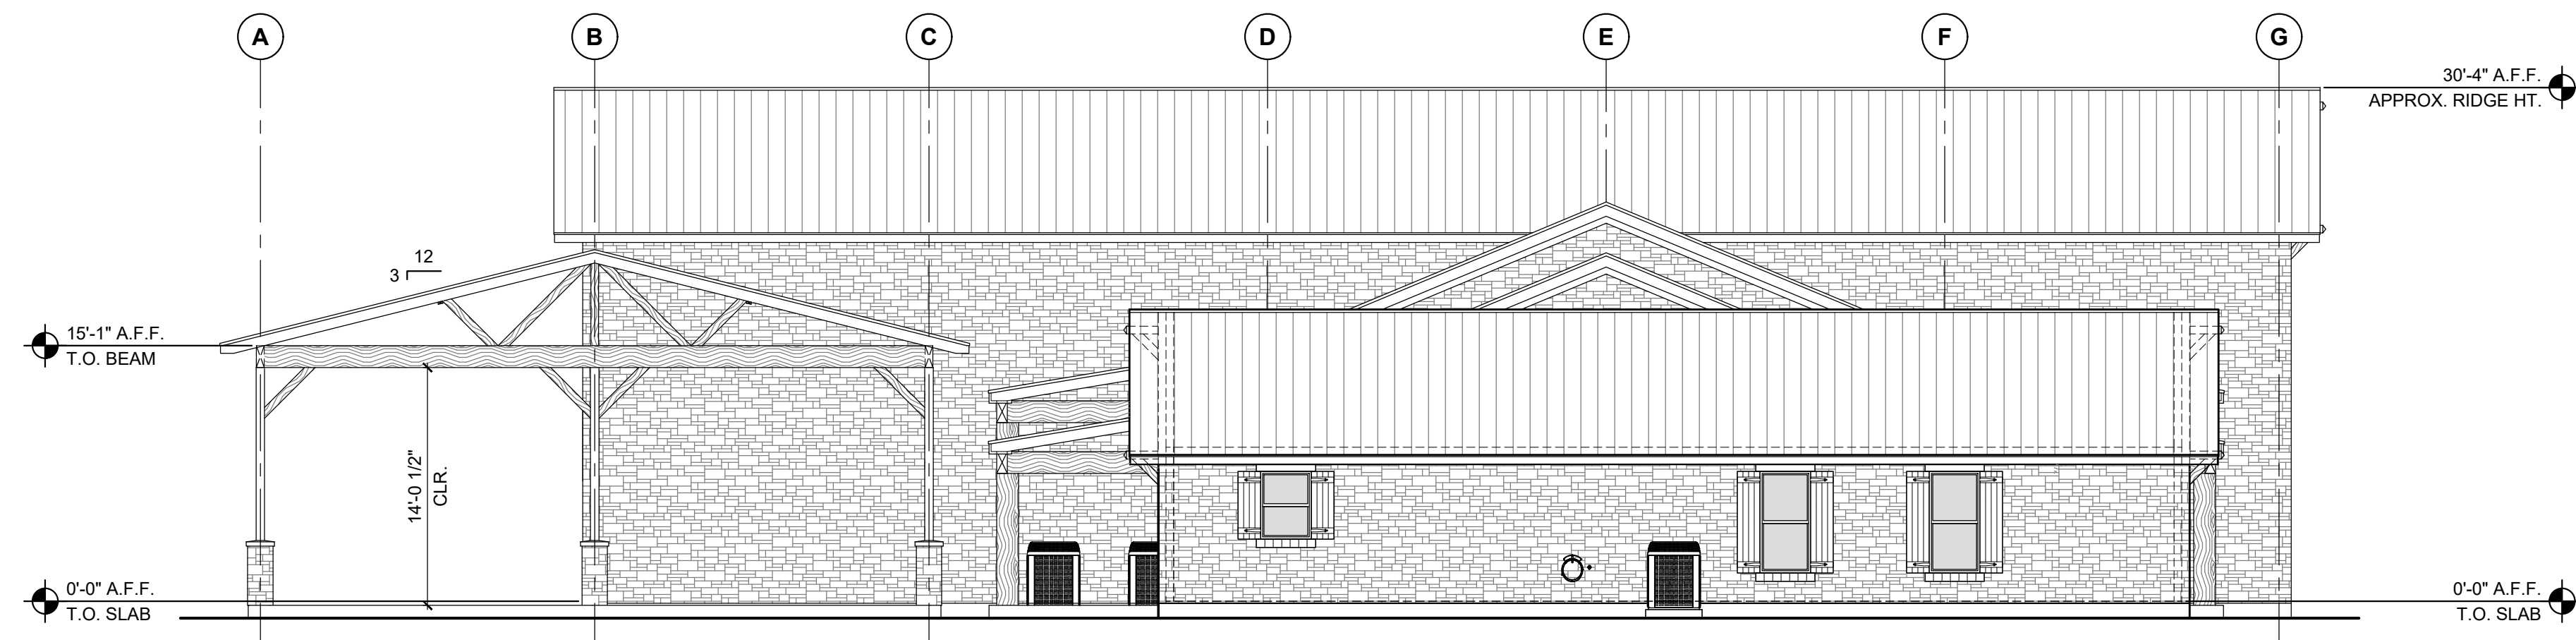 A
B
C
D
E
F
G
30'-4" A.F.F.
APPROX. RIDGE HT.
12
3
15'-1" A.F.F.
T.O. BEAM
14'-0 1/2"
CLR.
0'-0" A.F.F.
T.O. SLAB
0'-0" A.F.F.
T.O. SLAB